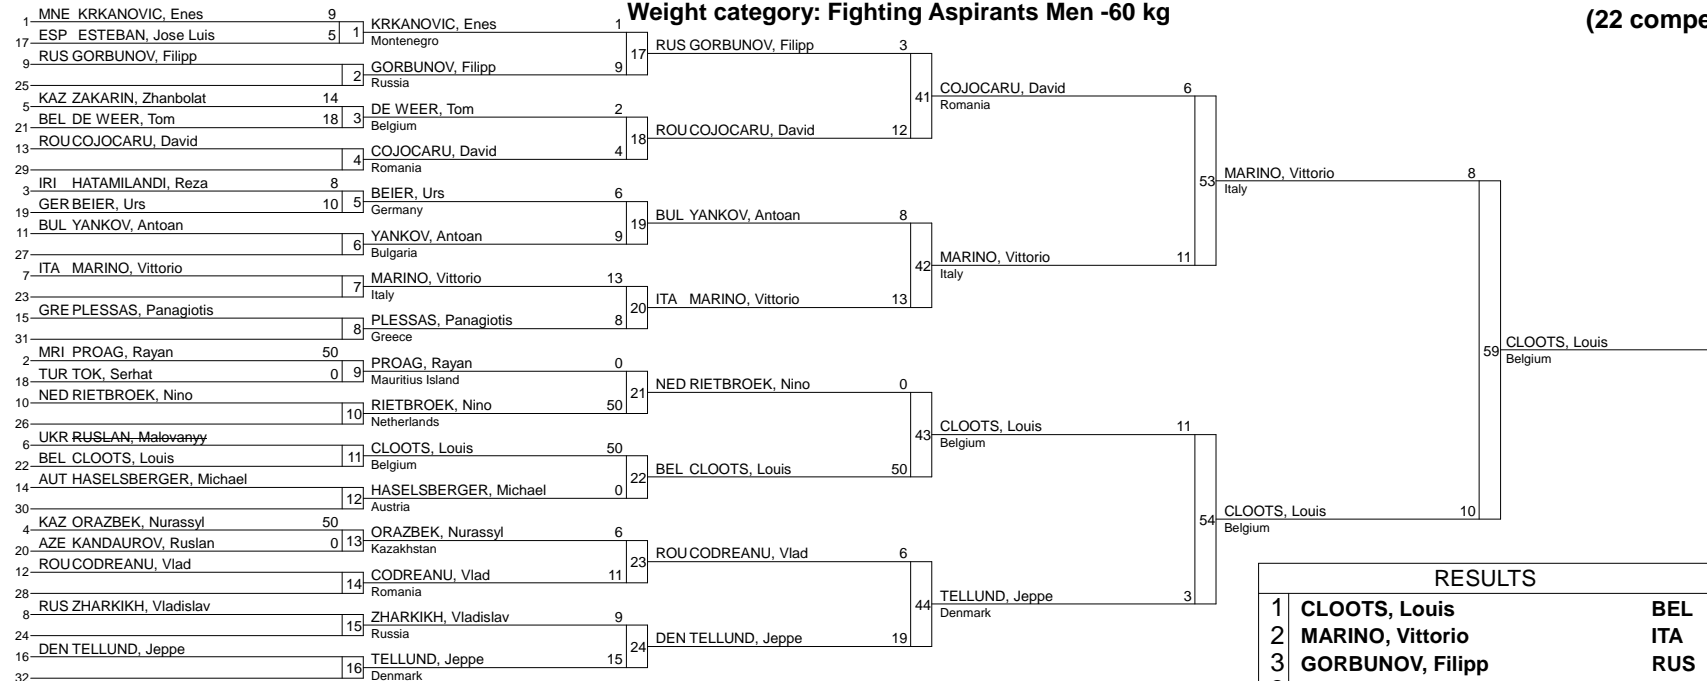 Weight category: Fighting Aspirants Men -60 kg
(22 compe
1 MNE KRKANOVIC, Enes 9
17 ESP ESTEBAN, Jose Luis 5
1
9 RUS GORBUNOV, Filipp
25
2
5 KAZ ZAKARIN, Zhanbolat 14
21 BEL DE WEER, Tom 18
3
13 ROU COJOCARU, David
29
4
3 IRI HATAMILANDI, Reza 8
19 GER BEIER, Urs 10
5
11 BUL YANKOV, Antoan
27
6
7 ITA MARINO, Vittorio
23
7
15 GRE PLESSAS, Panagiotis
31
8
2 MRI PROAG, Rayan 50
18 TUR TOK, Serhat 0
9
10 NED RIETBROEK, Nino
26
10
6 UKR RUSLAN, Malovanyy
22 BEL CLOOTS, Louis
11
14 AUT HASELSBERGER, Michael
30
12
4 KAZ ORAZBEK, Nurassyl 50
20 AZE KANDAUROV, Ruslan 0
13
12 ROU CODREANU, Vlad
28
14
8 RUS ZHARKIKH, Vladislav
24
15
16 DEN TELLUND, Jeppe
32
16
KRKANOVIC, Enes 1
Montenegro
17
GORBUNOV, Filipp 9
Russia
DE WEER, Tom 2
Belgium
18
COJOCARU, David 4
Romania
BEIER, Urs 6
Germany
19
YANKOV, Antoan 9
Bulgaria
MARINO, Vittorio 13
Italy
20
PLESSAS, Panagiotis 8
Greece
PROAG, Rayan 0
Mauritius Island
21
RIETBROEK, Nino 50
Netherlands
CLOOTS, Louis 50
Belgium
22
HASELSBERGER, Michael 0
Austria
ORAZBEK, Nurassyl 6
Kazakhstan
23
CODREANU, Vlad 11
Romania
ZHARKIKH, Vladislav 9
Russia
24
TELLUND, Jeppe 15
Denmark
RUS GORBUNOV, Filipp 3
41
ROU COJOCARU, David 12
BUL YANKOV, Antoan 8
42
ITA MARINO, Vittorio 13
NED RIETBROEK, Nino 0
43
BEL CLOOTS, Louis 50
ROU CODREANU, Vlad 6
44
DEN TELLUND, Jeppe 19
COJOCARU, David 6
Romania
53
MARINO, Vittorio 11
Italy
CLOOTS, Louis 11
Belgium
54
TELLUND, Jeppe 3
Denmark
MARINO, Vittorio 8
Italy
59
CLOOTS, Louis 10
Belgium
CLOOTS, Louis
Belgium
RESULTS
1 CLOOTS, Louis BEL
2 MARINO, Vittorio ITA
3 GORBUNOV, Filipp RUS